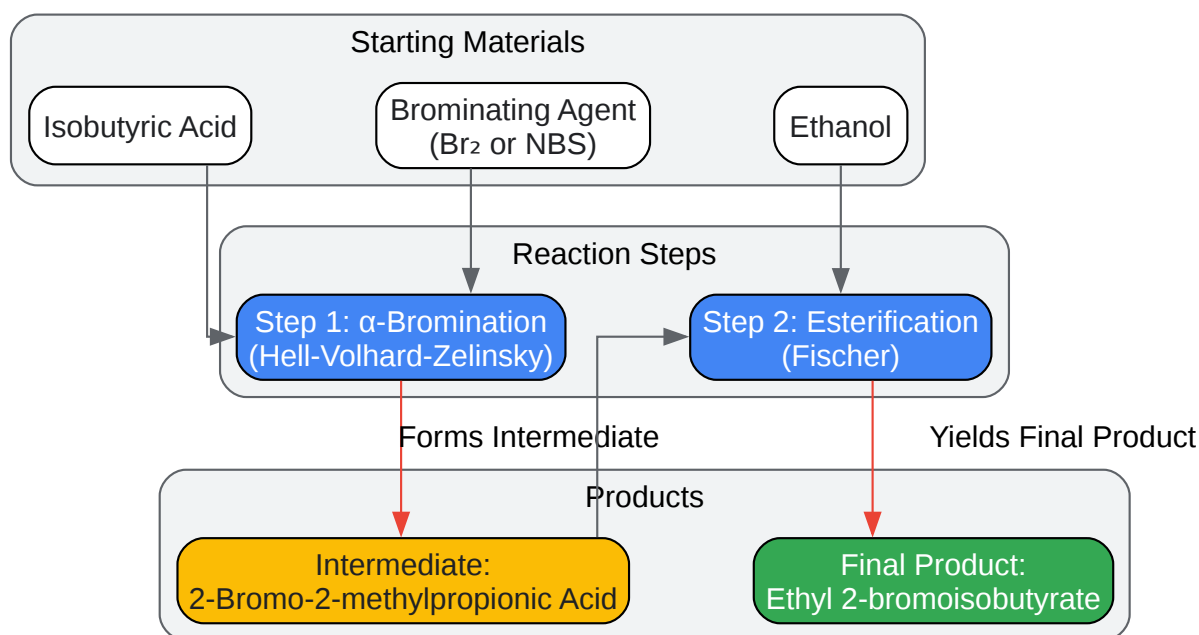 Starting Materials
Isobutyric Acid
Brominating Agent
(Br₂ or NBS)
Ethanol
Reaction Steps
Step 1: α-Bromination
(Hell-Volhard-Zelinsky)
Step 2: Esterification
(Fischer)
Forms Intermediate
Yields Final Product
Products
Intermediate:
2-Bromo-2-methylpropionic Acid
Final Product:
Ethyl 2-bromoisobutyrate